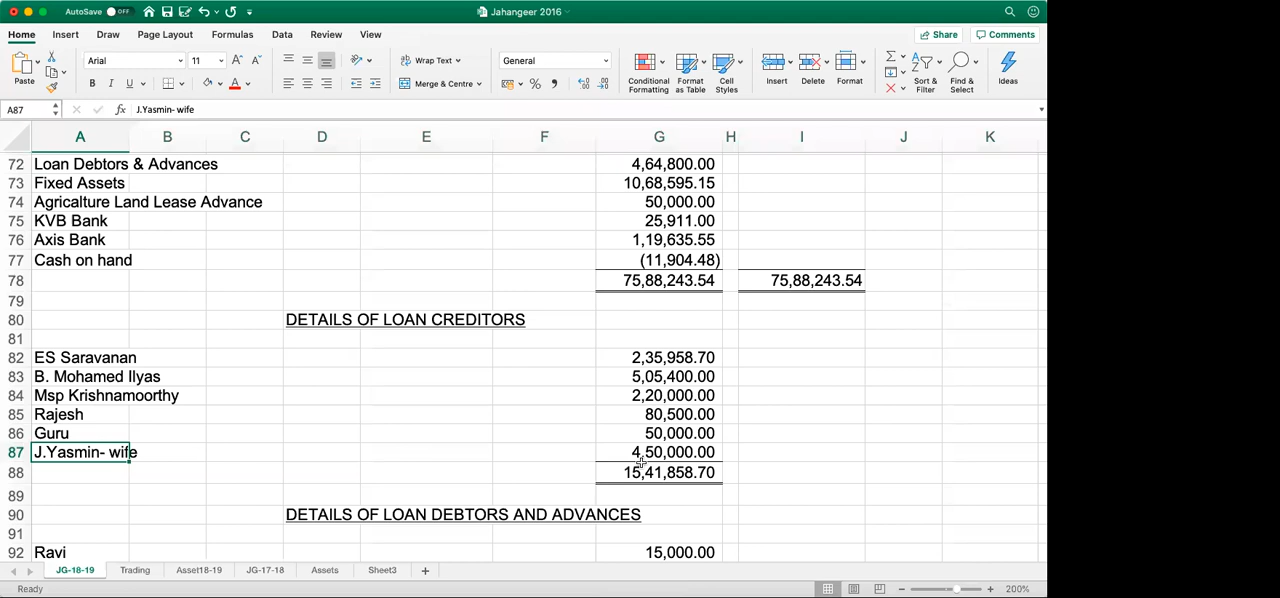 AutoSave OFF Jahangeer 2016
Home Insert Draw Page Layout Formulas Data Review View Share Comments
Paste Arial 11 Wrap Text General Conditional Formatting Format as Table Cell Styles Insert Delete Format Sort & Filter Find & Select Ideas
B I U Merge & Centre
A87 fx J.Yasmin- wife
A B C D E F G H I J K
72 Loan Debtors & Advances 4,64,800.00
73 Fixed Assets 10,68,595.15
74 Agricalture Land Lease Advance 50,000.00
75 KVB Bank 25,911.00
76 Axis Bank 1,19,635.55
77 Cash on hand (11,904.48)
78 75,88,243.54 75,88,243.54
79
80 DETAILS OF LOAN CREDITORS
81
82 ES Saravanan 2,35,958.70
83 B. Mohamed Ilyas 5,05,400.00
84 Msp Krishnamoorthy 2,20,000.00
85 Rajesh 80,500.00
86 Guru 50,000.00
87 J.Yasmin- wife 4,50,000.00
88 15,41,858.70
89
90 DETAILS OF LOAN DEBTORS AND ADVANCES
91
92 Ravi 15,000.00
JG-18-19 Trading Asset18-19 JG-17-18 Assets Sheet3 +
Ready 200%